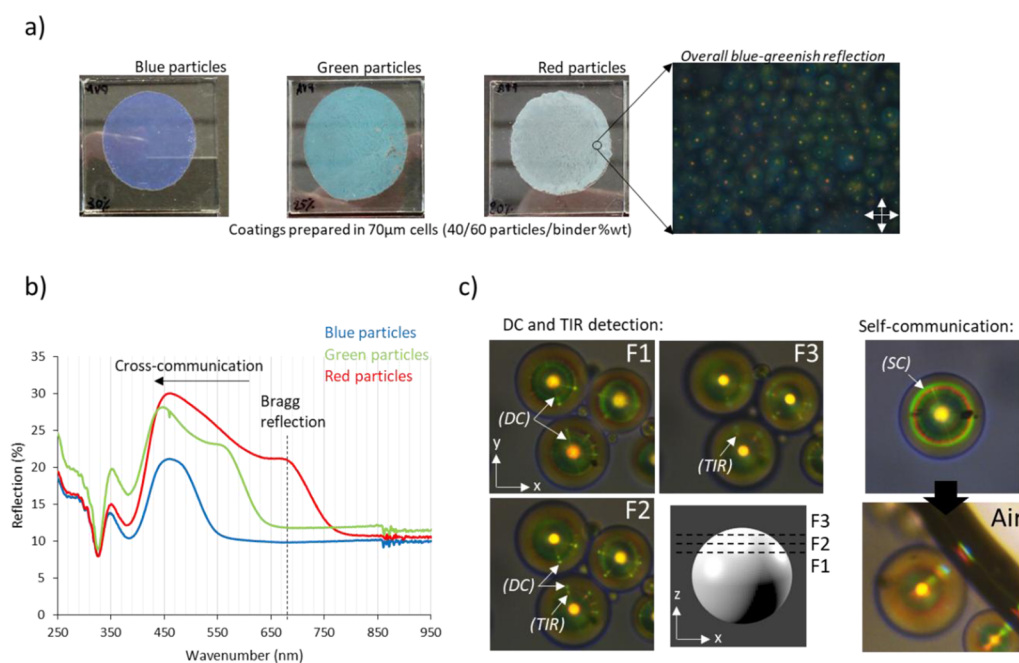 a)
Blue particles
Green particles
Red particles
Overall blue-greenish reflection
30%
25%
Coatings prepared in 70µm cells (40/60 particles/binder %wt)
b)
Blue particles
Green particles
Red particles
Cross-communication
Bragg
reflection
Reflection (%)
35
30
25
20
15
10
5
0
250
350
450
550
650
750
850
950
Wavenumber (nm)
c)
DC and TIR detection:
F1
(DC)
y
x
F3
(TIR)
F2
(DC)
(TIR)
F3
F2
F1
z
x
Self-communication:
(SC)
Air